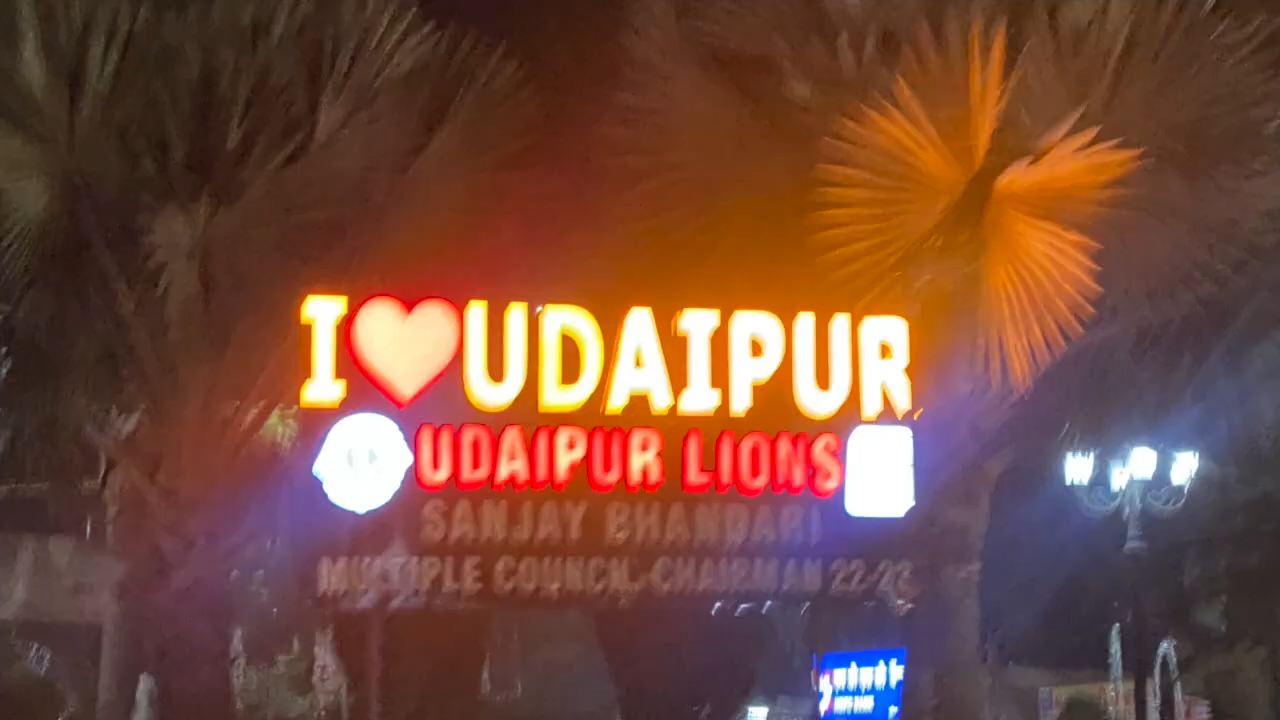 I ❤ UDAIPUR
UDAIPUR LIONS
SANJAY BHANDARI
MULTIPLE COUNCIL CHAIRMAN 22-23